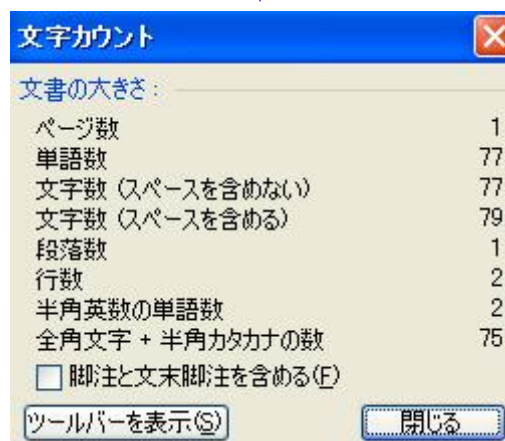 文字カウント
文書の大きさ:
ページ数 1
単語数 77
文字数 (スペースを含めない) 77
文字数 (スペースを含める) 79
段落数 1
行数 2
半角英数の単語数 2
全角文字 + 半角カタカナの数 75
脚注と文末脚注を含める(F)
ツールバーを表示(S) 閉じる